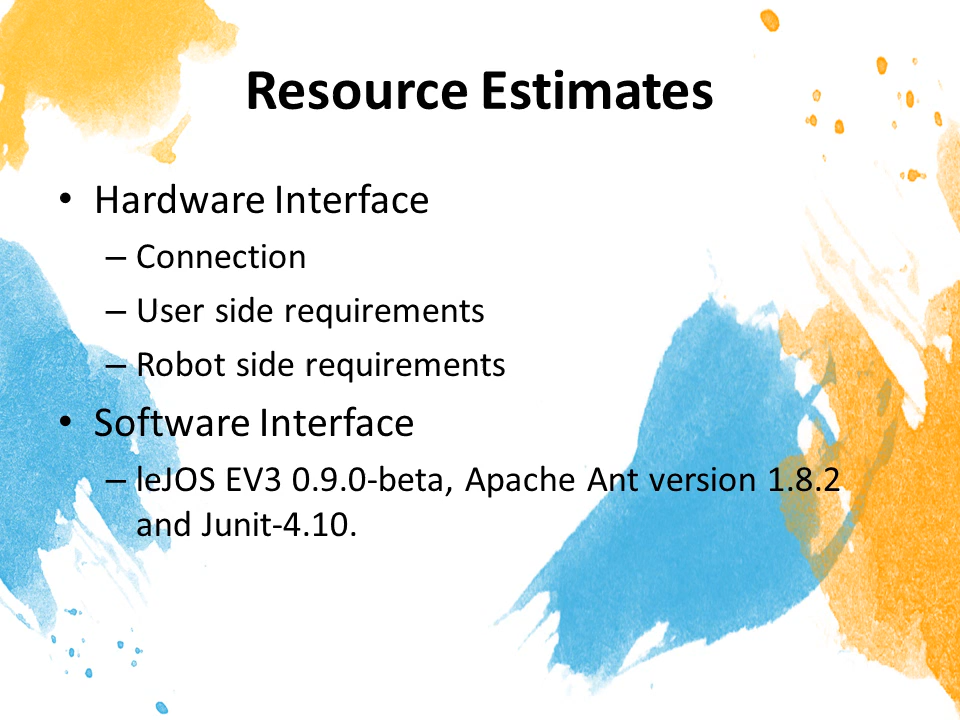 Resource Estimates
• Hardware Interface
– Connection
– User side requirements
– Robot side requirements
• Software Interface
– leJOS EV3 0.9.0-beta, Apache Ant version 1.8.2
and Junit-4.10.